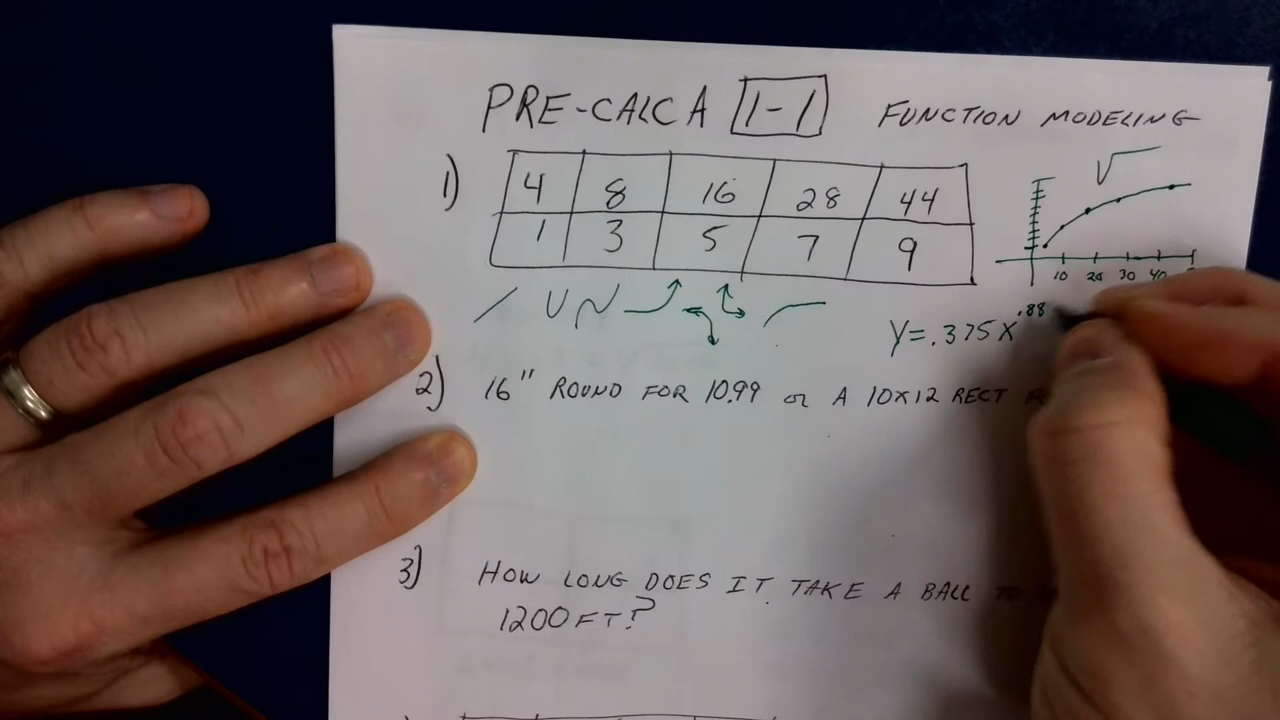 PRE-CALC A 1-1 FUNCTION MODELING
1) 4 8 16 28 44
1 3 5 7 9
√
10 20 30 40
Y=.375X^.88
2) 16" ROUND FOR 10.99 or A 10X12 RECT
3) HOW LONG DOES IT TAKE A BALL TO
1200 FT?